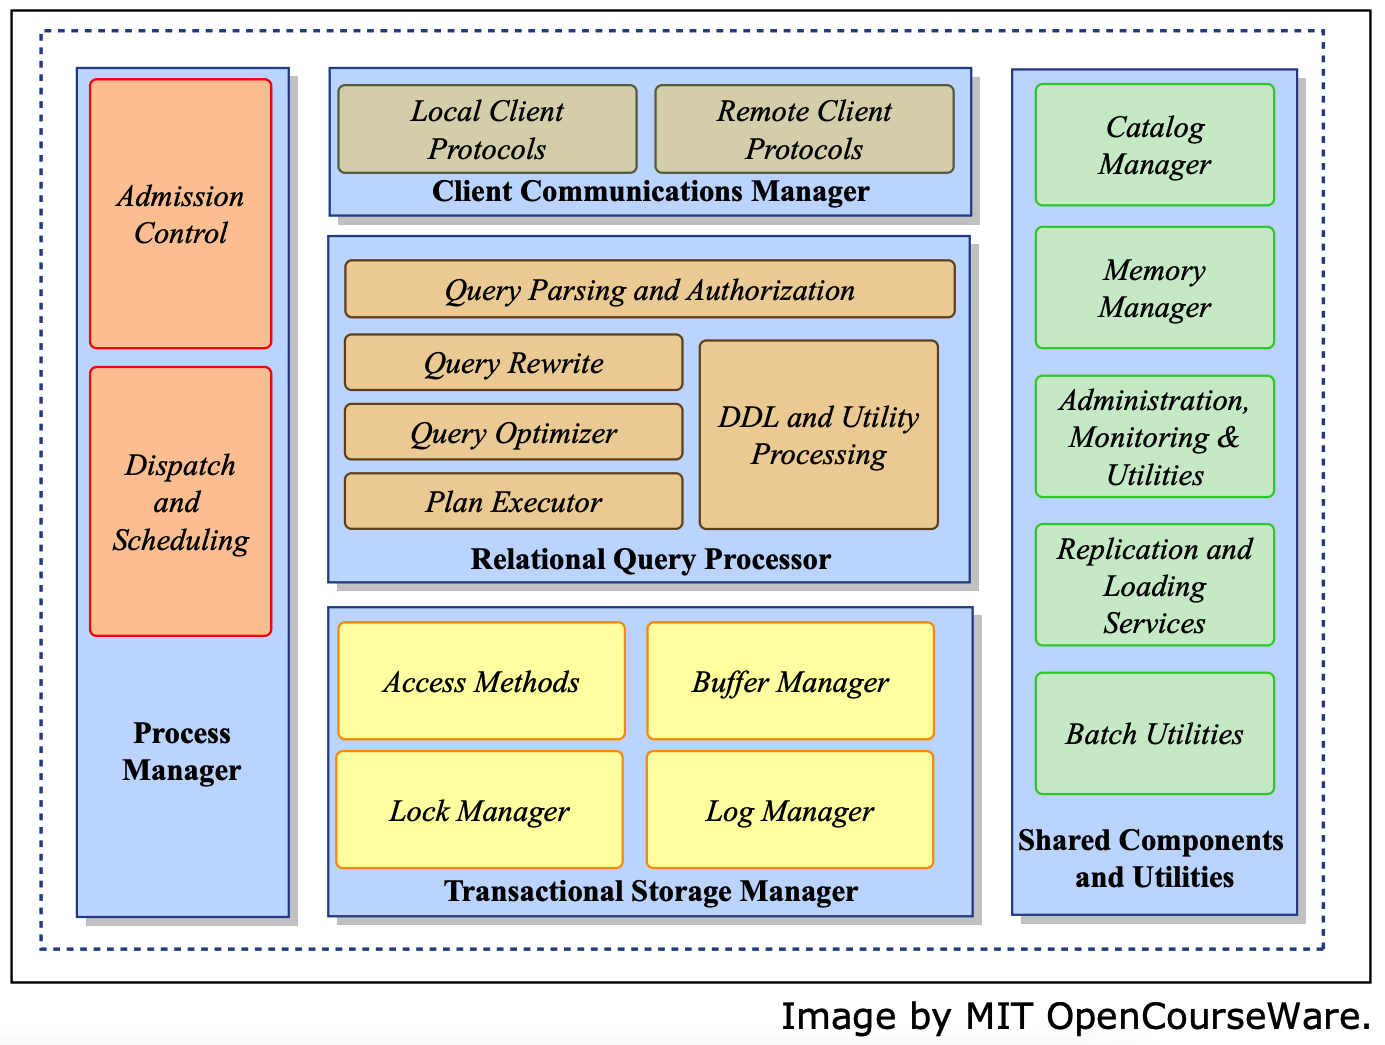 Admission
Control
Dispatch
and
Scheduling
Process
Manager
Local Client
Protocols
Remote Client
Protocols
Client Communications Manager
Query Parsing and Authorization
Query Rewrite
Query Optimizer
Plan Executor
DDL and Utility
Processing
Relational Query Processor
Access Methods
Buffer Manager
Lock Manager
Log Manager
Transactional Storage Manager
Catalog
Manager
Memory
Manager
Administration,
Monitoring &
Utilities
Replication and
Loading
Services
Batch Utilities
Shared Components
and Utilities
Image by MIT OpenCourseWare.